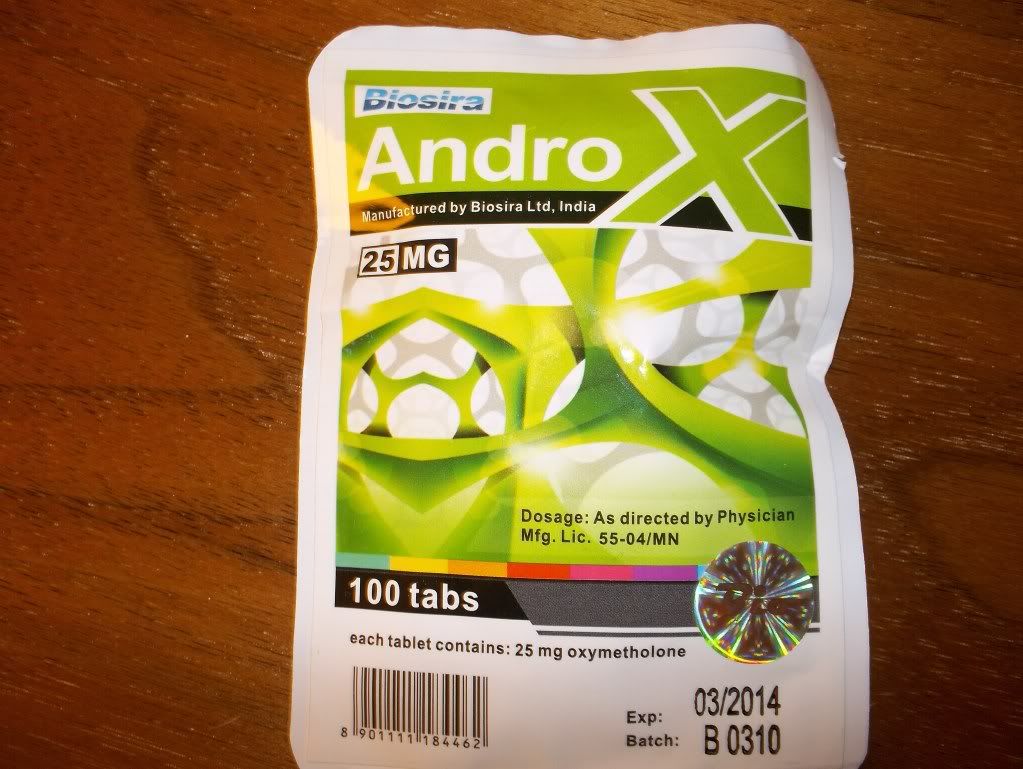 Biosira
Andro X
Manufactured by Biosira Ltd, India
25 MG
Dosage: As directed by Physician
Mfg. Lic. 55-04/MN
100 tabs
each tablet contains: 25 mg oxymetholone
8 901111 184462
Exp: 03/2014
Batch: B 0310